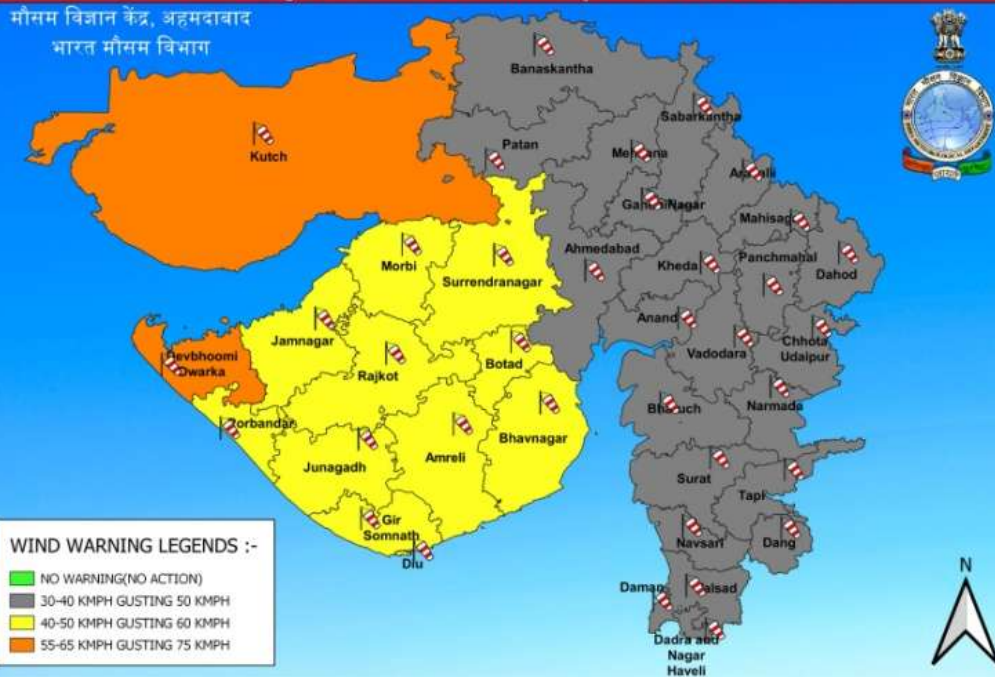 मौसम विज्ञान केंद्र, अहमदाबाद
भारत मौसम विभाग
Banaskantha
Sabarkantha
Patan
Kutch
Mahisagar
Ahmedabad
Panchmahal
Morbi
Kheda
Dahod
Surrendranagar
Anand
Jamnagar
Chhota
Udaipur
Vadodara
Botad
Devbhoomi
Dwarka
Rajkot
Narmada
Bharuch
Porbandar
Bhavnagar
Amreli
Junagadh
Surat
Tapi
Gir
Somnath
Navsari
Dang
Diu
Daman
Valsad
Dadra and
Nagar
Haveli
WIND WARNING LEGENDS :-
NO WARNING(NO ACTION)
30-40 KMPH GUSTING 50 KMPH
40-50 KMPH GUSTING 60 KMPH
55-65 KMPH GUSTING 75 KMPH
N